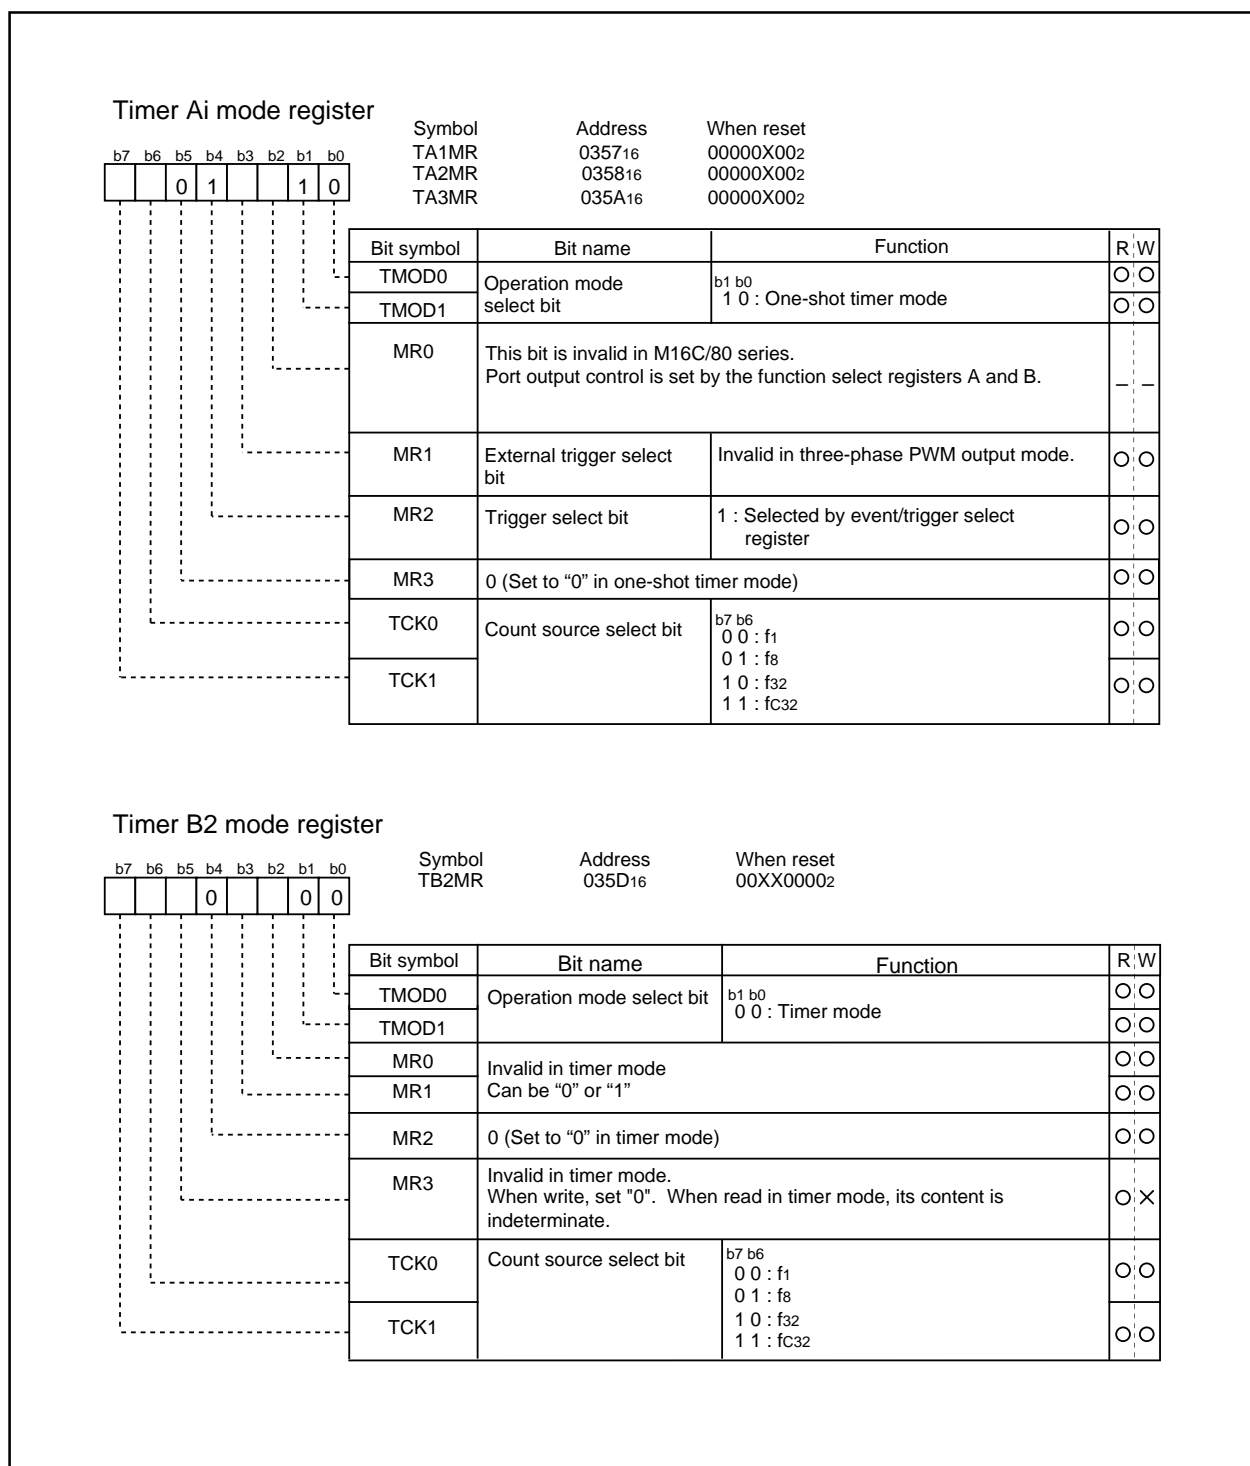 Timer Ai mode register
Symbol Address When reset
TA1MR 035716 00000X002
TA2MR 035816 00000X002
TA3MR 035A16 00000X002
b7 b6 b5 b4 b3 b2 b1 b0
0 1 1 0
Bit symbol Bit name Function R W
TMOD0 Operation mode b1 b0
TMOD1 select bit 1 0 : One-shot timer mode
MR0 This bit is invalid in M16C/80 series.
Port output control is set by the function select registers A and B.
– –
MR1 External trigger select Invalid in three-phase PWM output mode.
bit
MR2 Trigger select bit 1 : Selected by event/trigger select
register
MR3 0 (Set to “0” in one-shot timer mode)
TCK0 Count source select bit b7 b6
0 0 : f1
0 1 : f8
TCK1 1 0 : f32
1 1 : fC32
Timer B2 mode register
Symbol Address When reset
TB2MR 035D16 00XX00002
b7 b6 b5 b4 b3 b2 b1 b0
0 0 0
Bit symbol Bit name Function R W
TMOD0 Operation mode select bit b1 b0
0 0 : Timer mode
TMOD1
MR0 Invalid in timer mode
MR1 Can be “0” or “1”
MR2 0 (Set to “0” in timer mode)
MR3 Invalid in timer mode.
When write, set "0". When read in timer mode, its content is
indeterminate.
TCK0 Count source select bit b7 b6
0 0 : f1
0 1 : f8
TCK1 1 0 : f32
1 1 : fC32